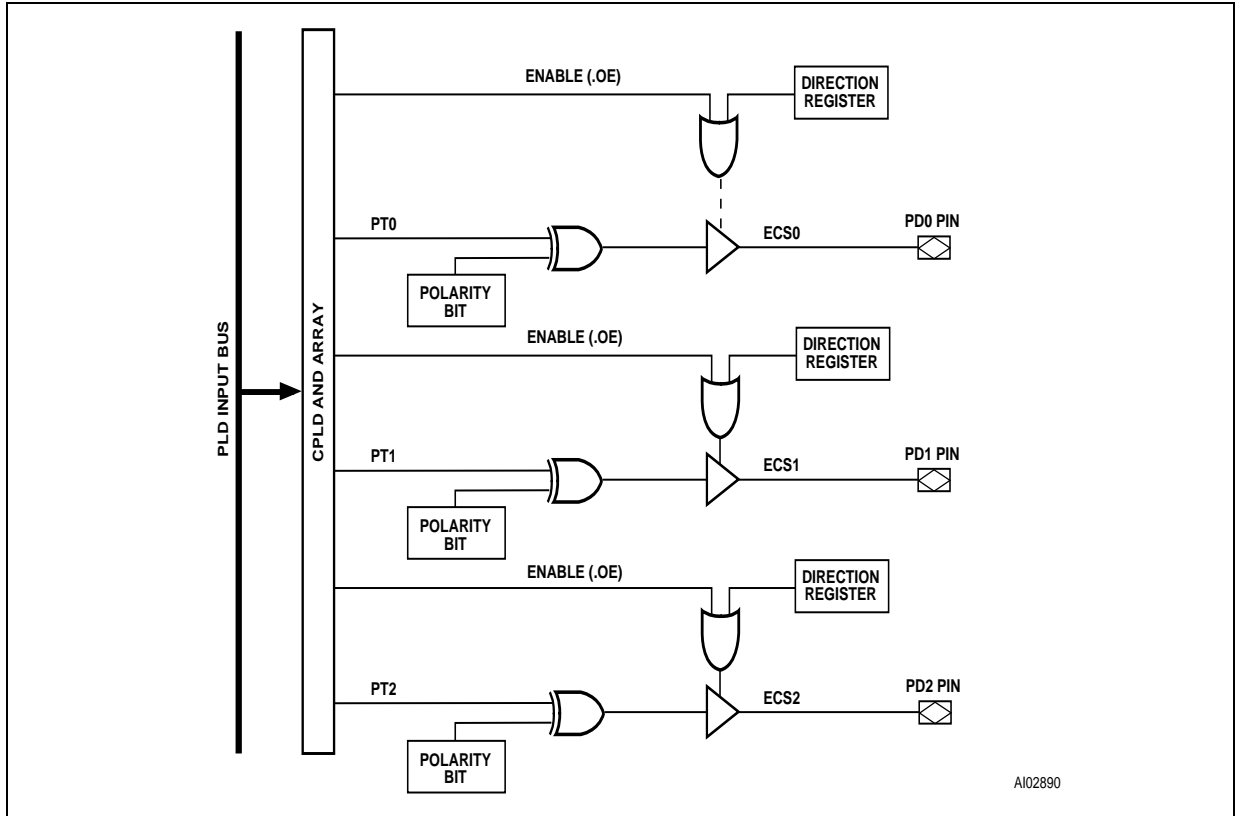 ENABLE (.OE)
DIRECTION
REGISTER
PT0
ECS0
PD0 PIN
POLARITY
BIT
PLD INPUT BUS
CPLD AND ARRAY
ENABLE (.OE)
DIRECTION
REGISTER
PT1
ECS1
PD1 PIN
POLARITY
BIT
ENABLE (.OE)
DIRECTION
REGISTER
PT2
ECS2
PD2 PIN
POLARITY
BIT
AI02890